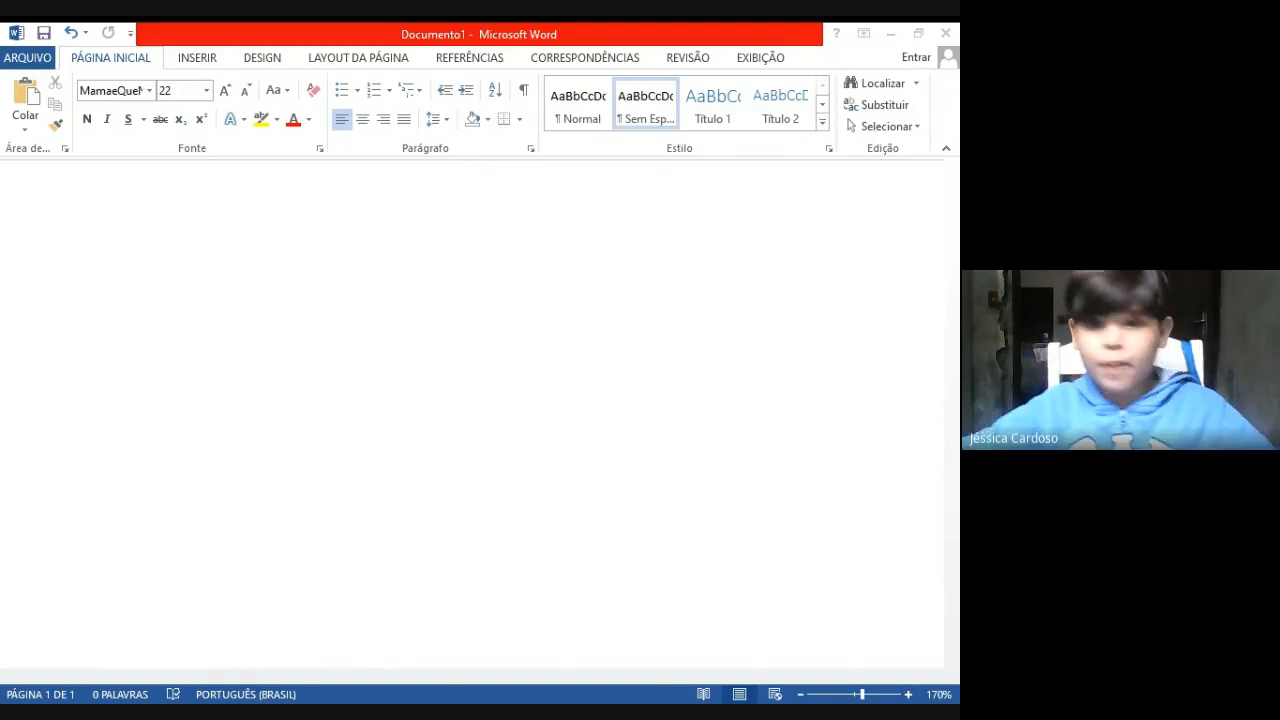 Documento1 - Microsoft Word
ARQUIVO PÁGINA INICIAL INSERIR DESIGN LAYOUT DA PÁGINA REFERÊNCIAS CORRESPONDÊNCIAS REVISÃO EXIBIÇÃO Entrar
Colar
MamaeQueN 22 Aa
N I S abc X₂ X² A A
AaBbCcDc AaBbCcDc AaBbC AaBbCcD
¶ Normal ¶ Sem Esp... Título 1 Título 2
Localizar
Substituir
Selecionar
Área de... Fonte Parágrafo Estilo Edição
Jéssica Cardoso
PÁGINA 1 DE 1 0 PALAVRAS PORTUGUÊS (BRASIL) 170%